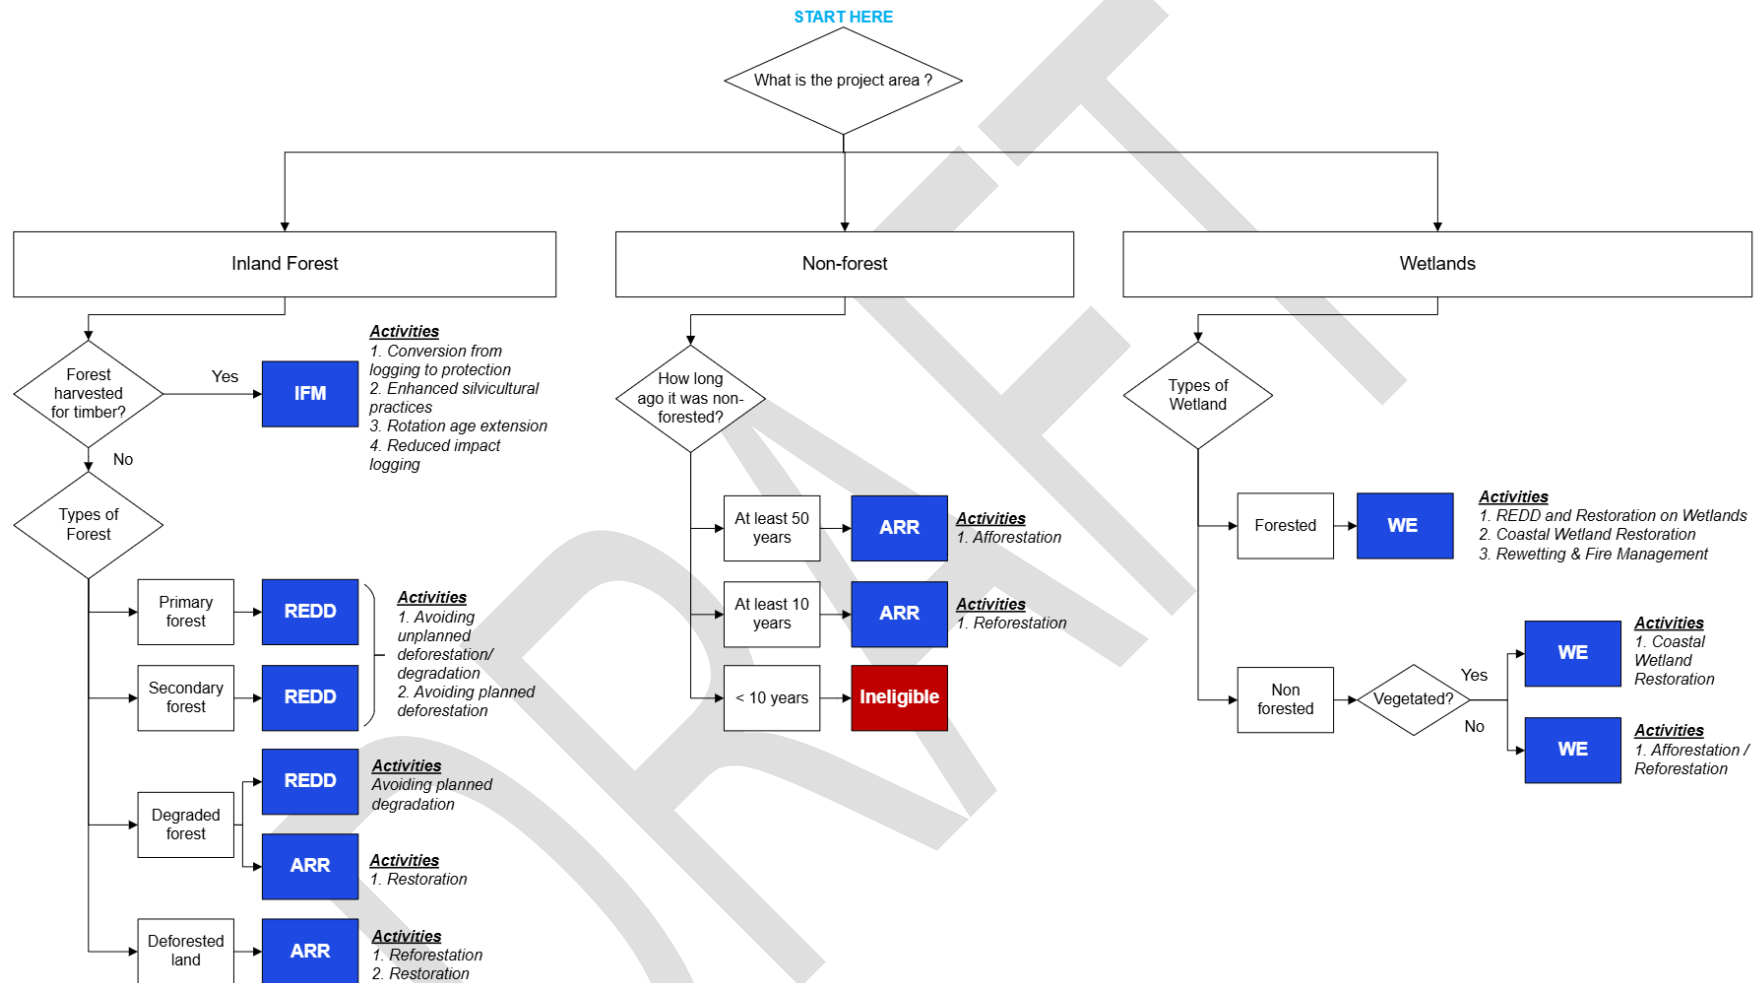 START HERE
What is the project area ?
Inland Forest
Non-forest
Wetlands
Forest
harvested
for timber?
Yes
IFM
Activities
1. Conversion from
logging to protection
2. Enhanced silvicultural
practices
3. Rotation age extension
4. Reduced impact
logging
No
Types of
Forest
Primary
forest
REDD
Secondary
forest
REDD
Activities
1. Avoiding
unplanned
deforestation/
degradation
2. Avoiding planned
deforestation
Degraded
forest
REDD
Activities
Avoiding planned
degradation
ARR
Activities
1. Restoration
Deforested
land
ARR
Activities
1. Reforestation
2. Restoration
How long
ago it was non-
forested?
At least 50
years
ARR
Activities
1. Afforestation
At least 10
years
ARR
Activities
1. Reforestation
< 10 years
Ineligible
Types of
Wetland
Forested
WE
Activities
1. REDD and Restoration on Wetlands
2. Coastal Wetland Restoration
3. Rewetting & Fire Management
Non
forested
Vegetated?
Yes
WE
Activities
1. Coastal
Wetland
Restoration
No
WE
Activities
1. Afforestation /
Reforestation
DRAFT